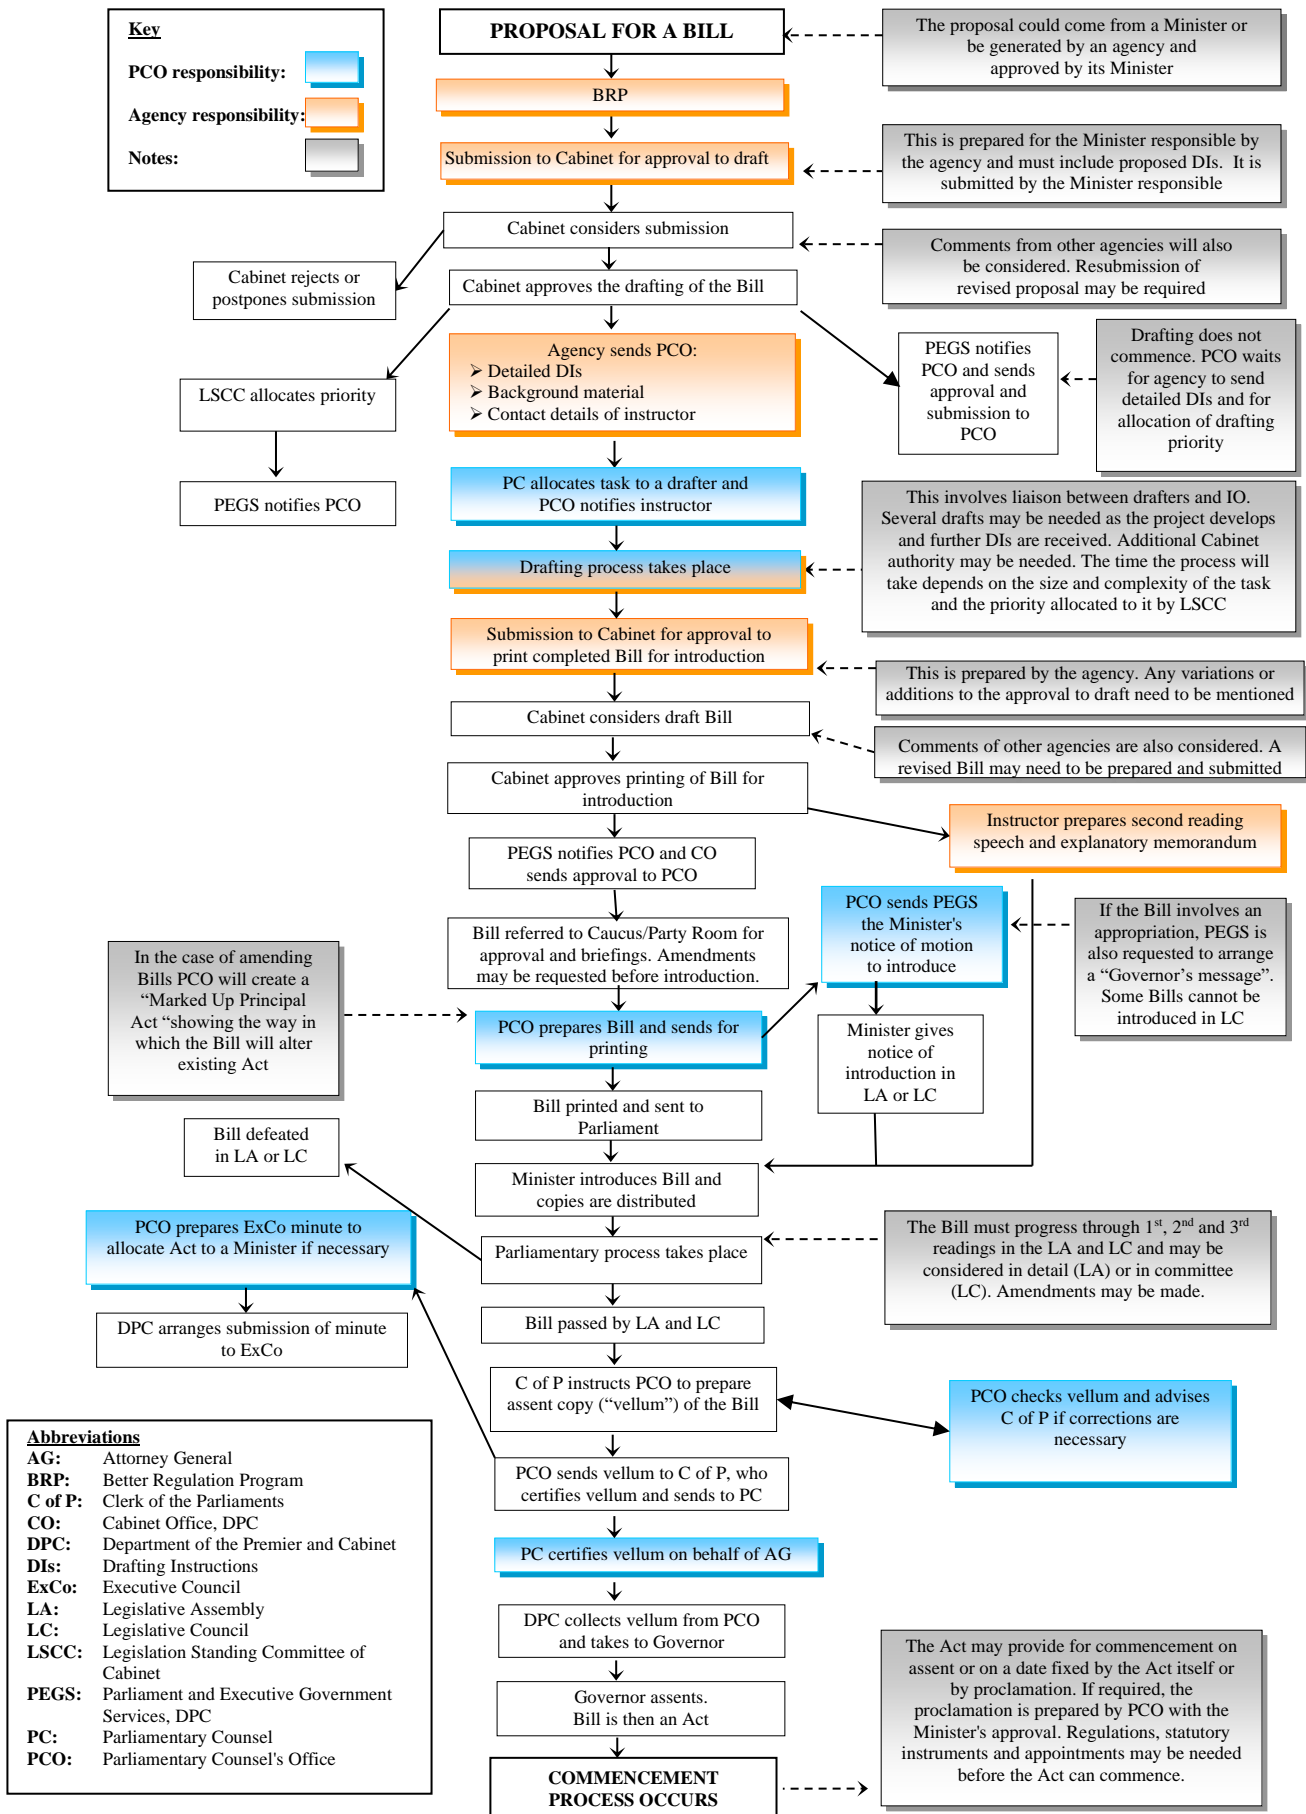 Key
PCO responsibility:
Agency responsibility:
Notes:
PROPOSAL FOR A BILL
The proposal could come from a Minister or
be generated by an agency and
approved by its Minister
BRP
Submission to Cabinet for approval to draft
This is prepared for the Minister responsible by
the agency and must include proposed DIs. It is
submitted by the Minister responsible
Cabinet considers submission
Comments from other agencies will also
be considered. Resubmission of
revised proposal may be required
Cabinet rejects or
postpones submission
Cabinet approves the drafting of the Bill
Agency sends PCO:
➢ Detailed DIs
➢ Background material
➢ Contact details of instructor
PEGS notifies
PCO and sends
approval and
submission to
PCO
Drafting does not
commence. PCO waits
for agency to send
detailed DIs and for
allocation of drafting
priority
LSCC allocates priority
PEGS notifies PCO
PC allocates task to a drafter and
PCO notifies instructor
This involves liaison between drafters and IO.
Several drafts may be needed as the project develops
and further DIs are received. Additional Cabinet
authority may be needed. The time the process will
take depends on the size and complexity of the task
and the priority allocated to it by LSCC
Drafting process takes place
Submission to Cabinet for approval to
print completed Bill for introduction
This is prepared by the agency. Any variations or
additions to the approval to draft need to be mentioned
Cabinet considers draft Bill
Comments of other agencies are also considered. A
revised Bill may need to be prepared and submitted
Cabinet approves printing of Bill for
introduction
Instructor prepares second reading
speech and explanatory memorandum
PEGS notifies PCO and CO
sends approval to PCO
PCO sends PEGS
the Minister's
notice of motion
to introduce
If the Bill involves an
appropriation, PEGS is
also requested to arrange
a “Governor’s message”.
Some Bills cannot be
introduced in LC
Bill referred to Caucus/Party Room for
approval and briefings. Amendments
may be requested before introduction.
In the case of amending
Bills PCO will create a
“Marked Up Principal
Act “showing the way in
which the Bill will alter
existing Act
PCO prepares Bill and sends for
printing
Minister gives
notice of
introduction in
LA or LC
Bill printed and sent to
Parliament
Bill defeated
in LA or LC
Minister introduces Bill and
copies are distributed
PCO prepares ExCo minute to
allocate Act to a Minister if necessary
Parliamentary process takes place
The Bill must progress through 1st, 2nd and 3rd
readings in the LA and LC and may be
considered in detail (LA) or in committee
(LC). Amendments may be made.
DPC arranges submission of minute
to ExCo
Bill passed by LA and LC
C of P instructs PCO to prepare
assent copy (“vellum”) of the Bill
PCO checks vellum and advises
C of P if corrections are
necessary
PCO sends vellum to C of P, who
certifies vellum and sends to PC
PC certifies vellum on behalf of AG
DPC collects vellum from PCO
and takes to Governor
Governor assents.
Bill is then an Act
The Act may provide for commencement on
assent or on a date fixed by the Act itself or
by proclamation. If required, the
proclamation is prepared by PCO with the
Minister's approval. Regulations, statutory
instruments and appointments may be needed
before the Act can commence.
COMMENCEMENT
PROCESS OCCURS
Abbreviations
AG: Attorney General
BRP: Better Regulation Program
C of P: Clerk of the Parliaments
CO: Cabinet Office, DPC
DPC: Department of the Premier and Cabinet
DIs: Drafting Instructions
ExCo: Executive Council
LA: Legislative Assembly
LC: Legislative Council
LSCC: Legislation Standing Committee of
Cabinet
PEGS: Parliament and Executive Government
Services, DPC
PC: Parliamentary Counsel
PCO: Parliamentary Counsel's Office